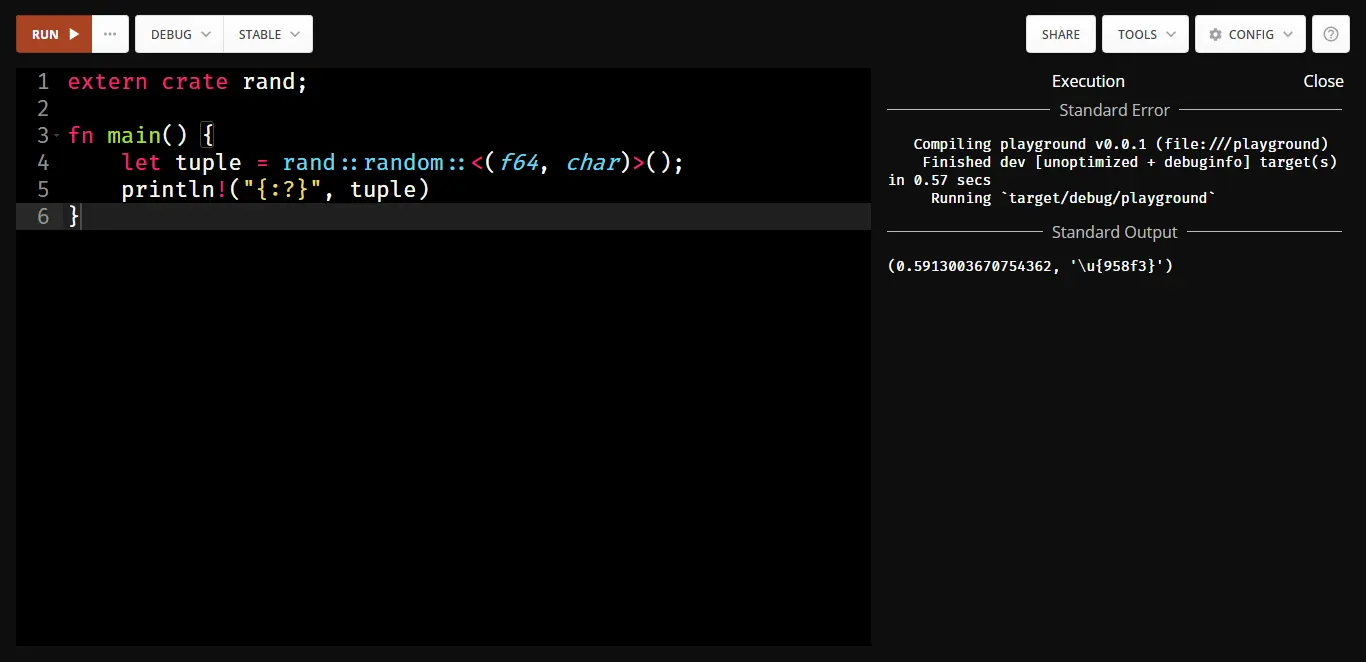 RUN ··· DEBUG STABLE SHARE TOOLS CONFIG ?
1 extern crate rand;
2
3 fn main() {
4     let tuple = rand::random::<(f64, char)>();
5     println!("{:?}", tuple)
6 }
Execution Close
Standard Error
Compiling playground v0.0.1 (file:///playground)
Finished dev [unoptimized + debuginfo] target(s)
in 0.57 secs
Running `target/debug/playground`
Standard Output
(0.5913003670754362, '\u{958f3}')